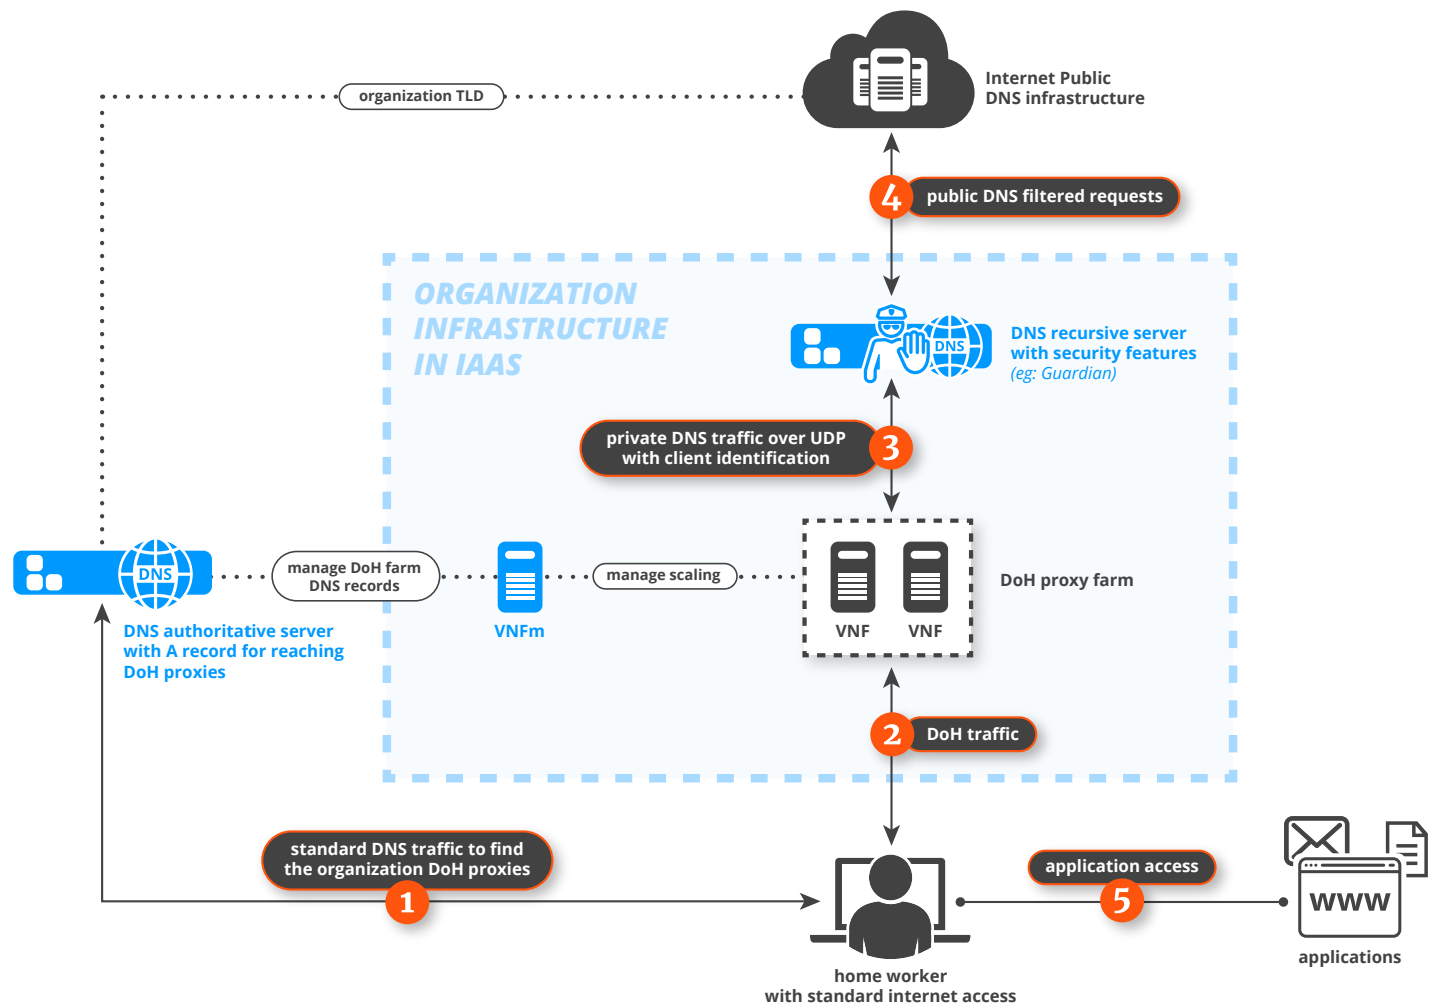 Internet Public
DNS infrastructure
organization TLD
4
public DNS filtered requests
ORGANIZATION
INFRASTRUCTURE
IN IAAS
DNS
DNS recursive server
with security features
(eg: Guardian)
private DNS traffic over UDP
with client identification
3
DNS
manage DoH farm
DNS records
VNFm
manage scaling
VNF
VNF
DoH proxy farm
DNS authoritative server
with A record for reaching
DoH proxies
2
DoH traffic
standard DNS traffic to find
the organization DoH proxies
1
application access
5
www
applications
home worker
with standard internet access